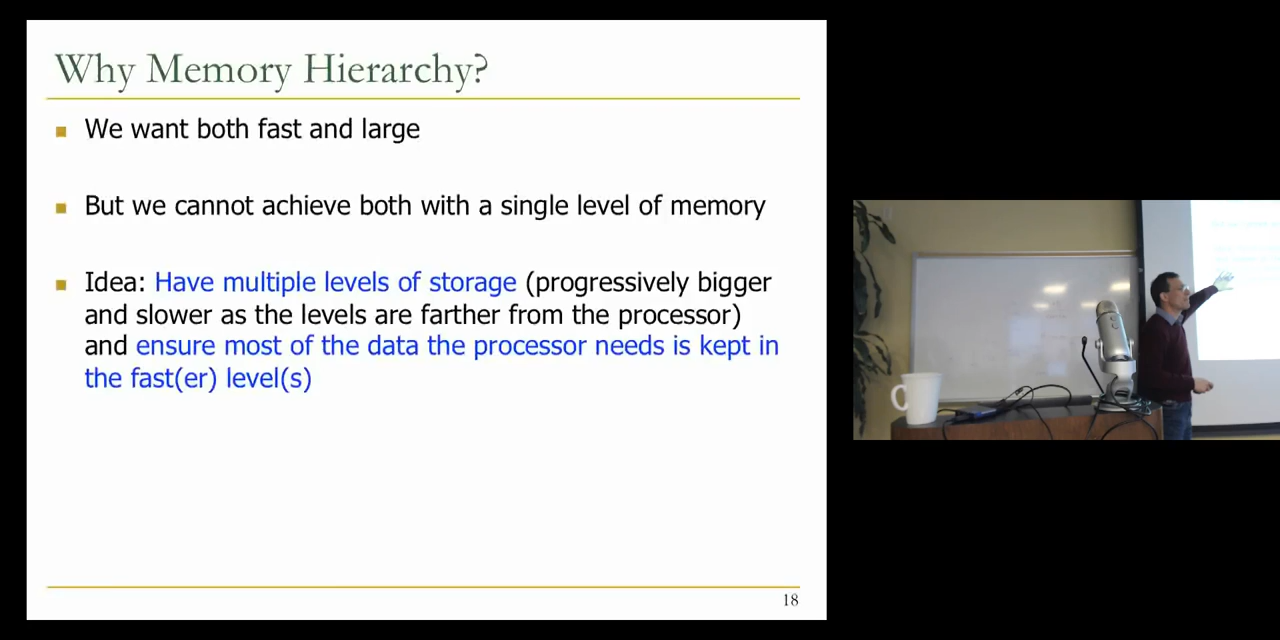 Why Memory Hierarchy?
We want both fast and large
But we cannot achieve both with a single level of memory
Idea: Have multiple levels of storage (progressively bigger
and slower as the levels are farther from the processor)
and ensure most of the data the processor needs is kept in
the fast(er) level(s)
18